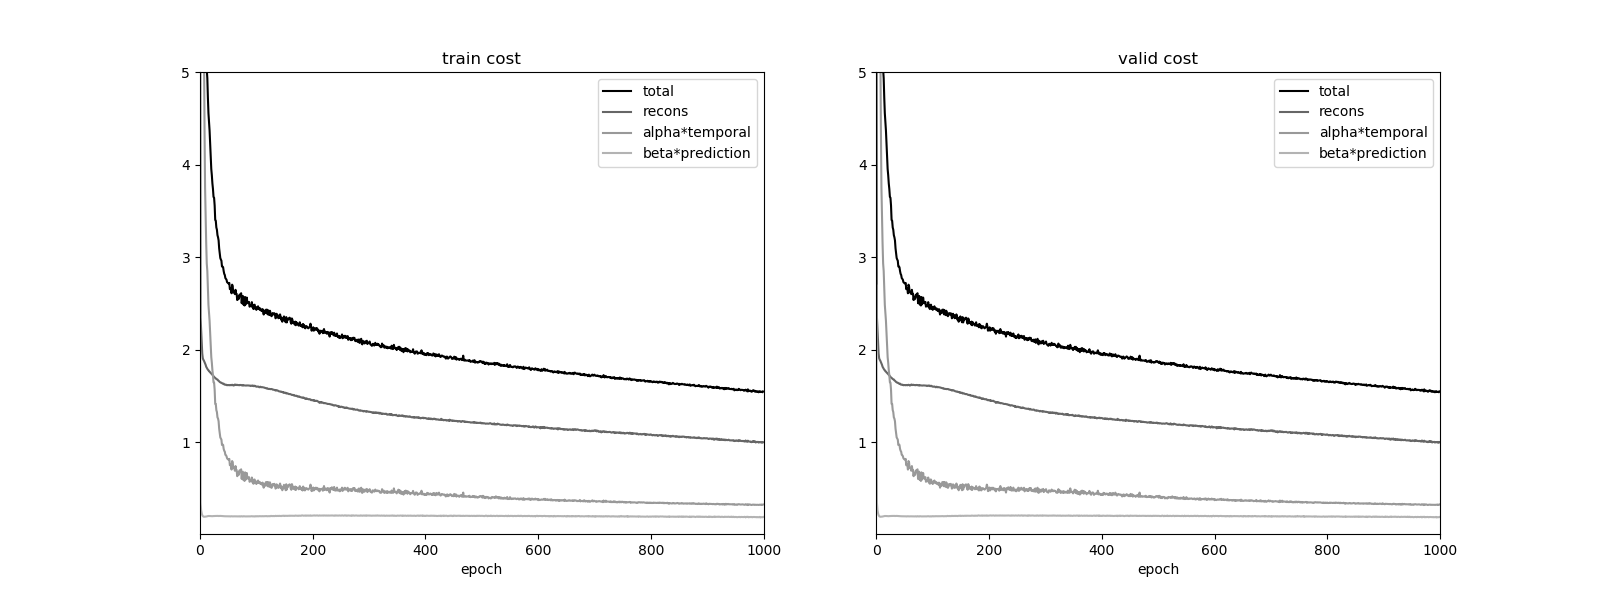 train cost
5
4
3
2
1
0
200
400
600
800
1000
epoch
total
recons
alpha*temporal
beta*prediction
valid cost
5
4
3
2
1
0
200
400
600
800
1000
epoch
total
recons
alpha*temporal
beta*prediction